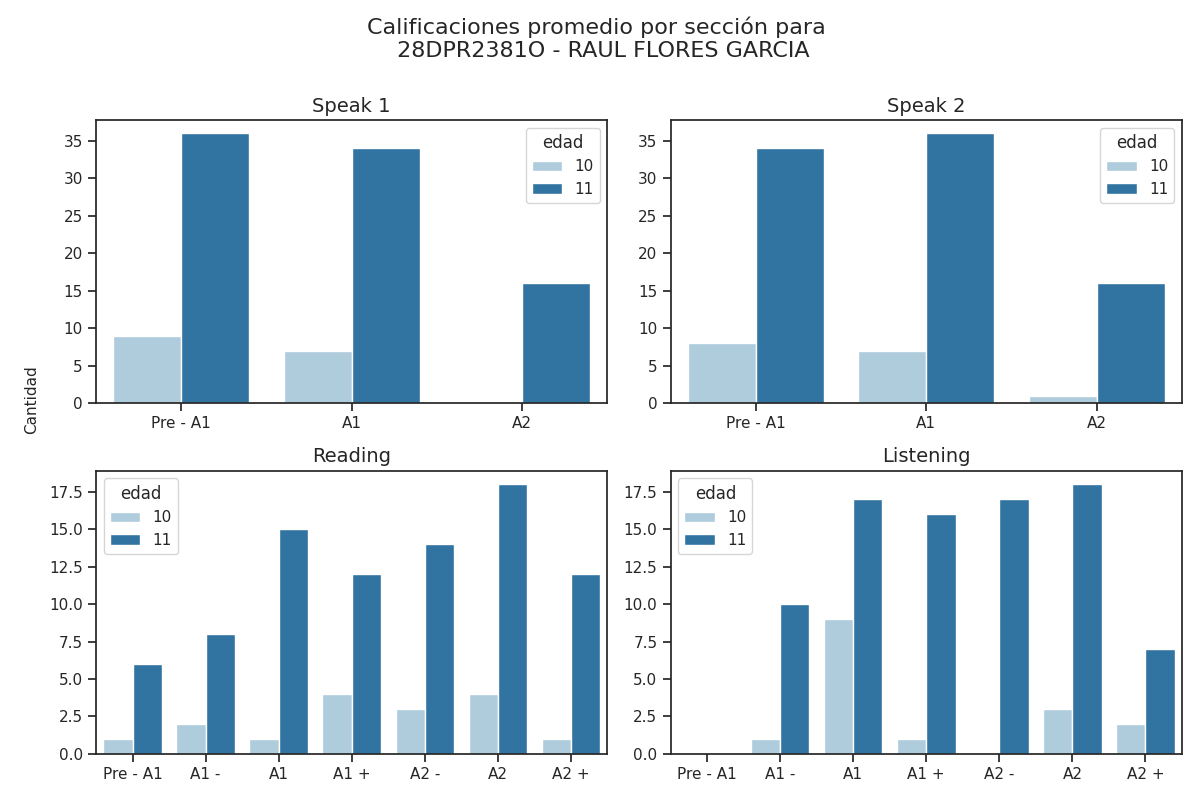 Calificaciones promedio por sección para
28DPR2381O - RAUL FLORES GARCIA
Cantidad
Speak 1
35
30
25
20
15
10
5
0
Pre - A1 A1 A2
edad
10
11
Speak 2
35
30
25
20
15
10
5
0
Pre - A1 A1 A2
edad
10
11
Reading
17.5
15.0
12.5
10.0
7.5
5.0
2.5
0.0
Pre - A1 A1 - A1 A1 + A2 - A2 A2 +
edad
10
11
Listening
17.5
15.0
12.5
10.0
7.5
5.0
2.5
0.0
Pre - A1 A1 - A1 A1 + A2 - A2 A2 +
edad
10
11